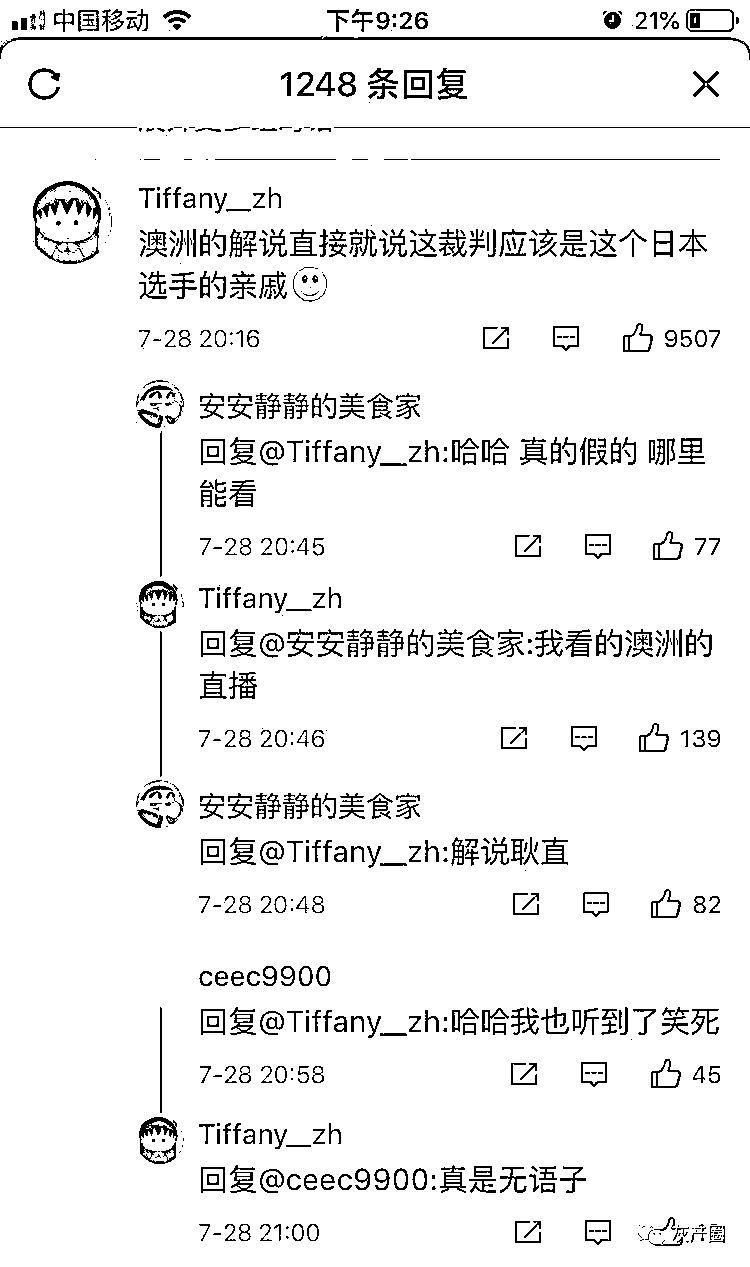 中国移动
下午9:26
21%
1248 条回复
Tiffany__zh
澳洲的解说直接就说这裁判应该是这个日本
选手的亲戚
7-28 20:16
9507
安安静静的美食家
回复@Tiffany__zh:哈哈 真的假的 哪里
能看
7-28 20:45
77
Tiffany__zh
回复@安安静静的美食家:我看的澳洲的
直播
7-28 20:46
139
安安静静的美食家
回复@Tiffany__zh:解说耿直
7-28 20:48
82
ceec9900
回复@Tiffany__zh:哈哈我也听到了笑死
7-28 20:58
45
Tiffany__zh
回复@ceec9900:真是无语子
7-28 21:00
灰产圈